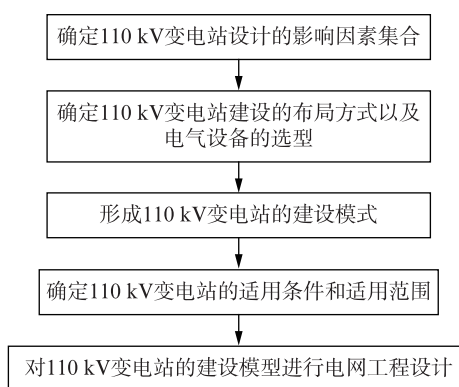 确定110 kV变电站设计的影响因素集合
确定110 kV变电站建设的布局方式以及
电气设备的选型
形成110 kV变电站的建设模式
确定110 kV变电站的适用条件和适用范围
对110 kV变电站的建设模型进行电网工程设计